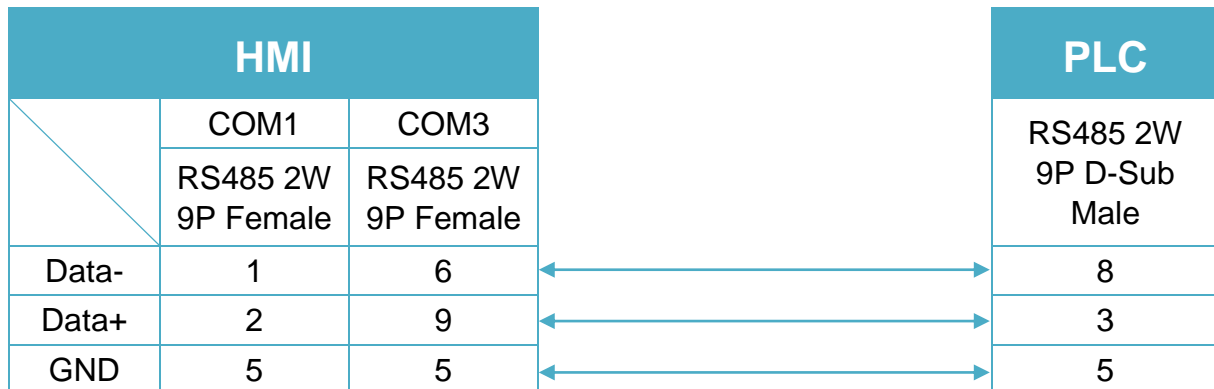 HMI PLC
COM1 COM3
RS485 2W
9P Female
RS485 2W
9P Female
RS485 2W
9P D-Sub
Male
Data- 1 6 8
Data+ 2 9 3
GND 5 5 5